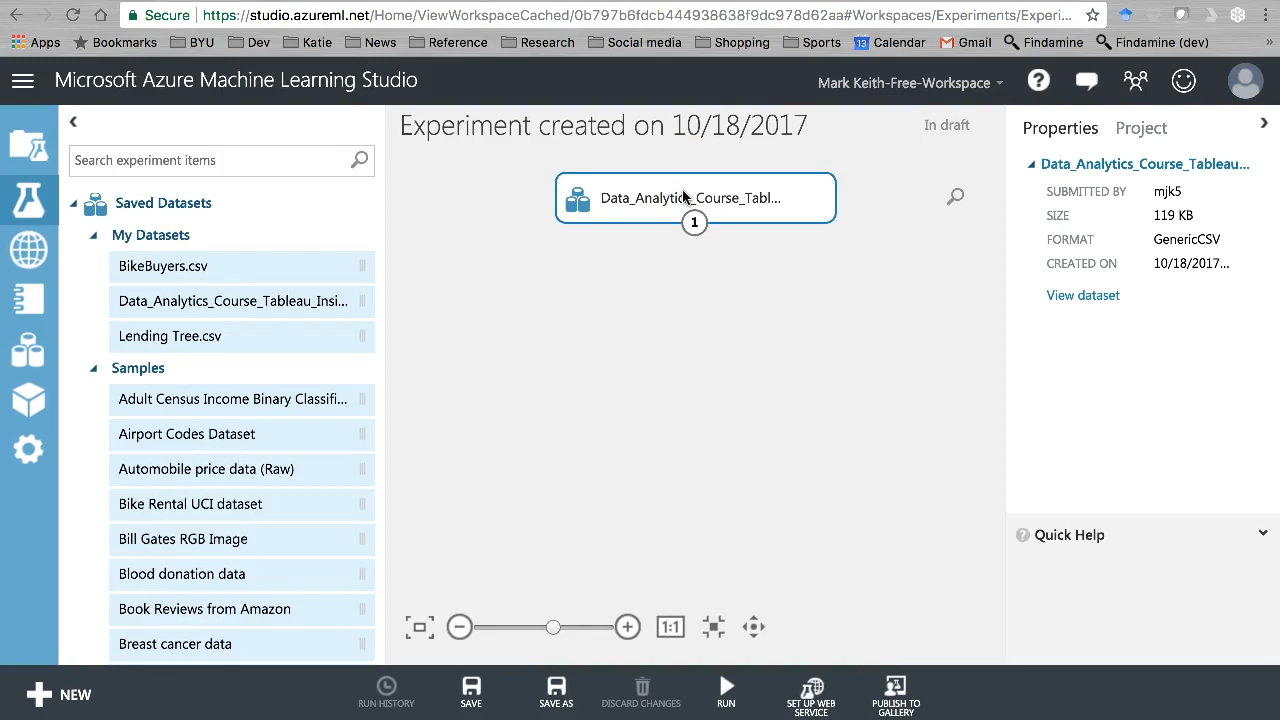 Secure
https://studio.azureml.net/Home/ViewWorkspaceCached/0b797b6fdcb444938638f9dc978d62aa#Workspaces/Experiments/Experi...
Apps Bookmarks BYU Dev Katie News Reference Research Social media Shopping Sports 13 Calendar Gmail Findamine Findamine (dev) »
Microsoft Azure Machine Learning Studio
Mark Keith-Free-Workspace
Experiment created on 10/18/2017
In draft
Search experiment items
Saved Datasets
My Datasets
BikeBuyers.csv
Data_Analytics_Course_Tableau_Insi...
Lending Tree.csv
Samples
Adult Census Income Binary Classifi...
Airport Codes Dataset
Automobile price data (Raw)
Bike Rental UCI dataset
Bill Gates RGB Image
Blood donation data
Book Reviews from Amazon
Breast cancer data
Data_Analytics_Course_Tabl...
1
Properties Project
Data_Analytics_Course_Tableau...
SUBMITTED BY mjk5
SIZE 119 KB
FORMAT GenericCSV
CREATED ON 10/18/2017...
View dataset
Quick Help
1:1
NEW
RUN HISTORY
SAVE
SAVE AS
DISCARD CHANGES
RUN
SET UP WEB
SERVICE
PUBLISH TO
GALLERY